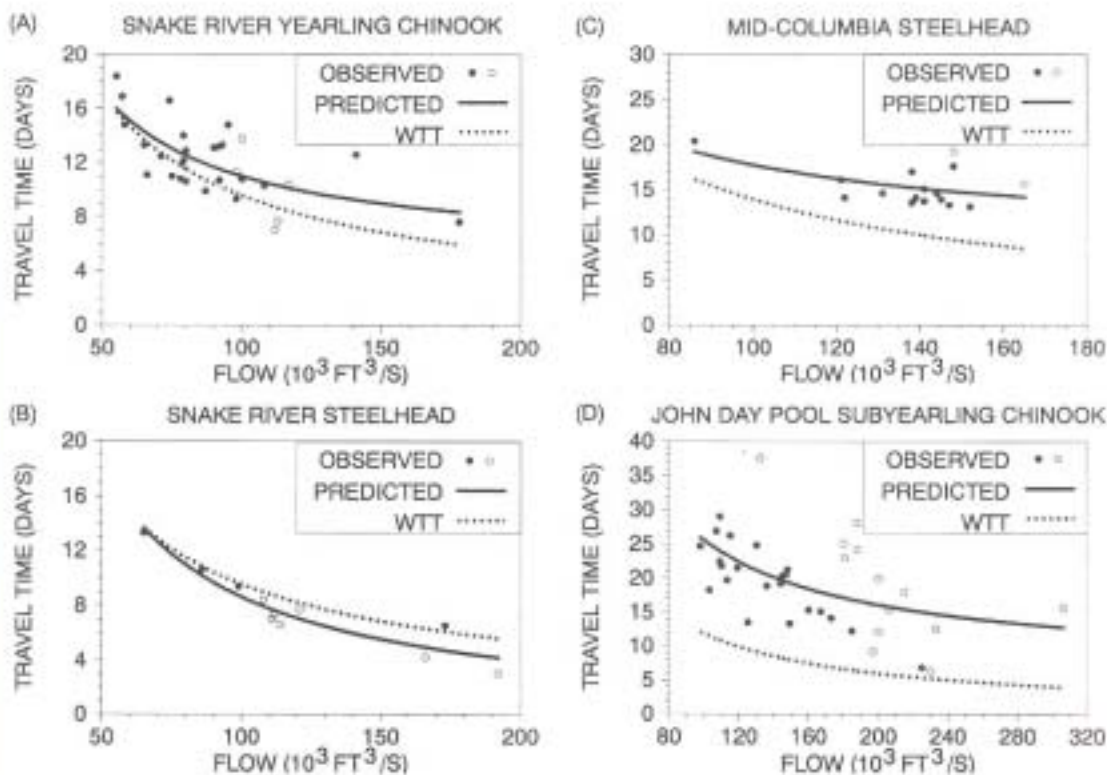 (A) SNAKE RIVER YEARLING CHINOOK
TRAVEL TIME (DAYS)
20
16
12
8
4
0
OBSERVED
PREDICTED
WTT
50 100 150 200
FLOW (10³ FT³/S)
(C) MID-COLUMBIA STEELHEAD
TRAVEL TIME (DAYS)
30
25
20
15
10
5
0
OBSERVED
PREDICTED
WTT
80 100 120 140 160 180
FLOW (10³ FT³/S)
(B) SNAKE RIVER STEELHEAD
TRAVEL TIME (DAYS)
20
16
12
8
4
0
OBSERVED
PREDICTED
WTT
50 100 150 200
FLOW (10³ FT³/S)
(D) JOHN DAY POOL SUBYEARLING CHINOOK
TRAVEL TIME (DAYS)
40
35
30
25
20
15
10
5
0
OBSERVED
PREDICTED
WTT
80 120 160 200 240 280 320
FLOW (10³ FT³/S)